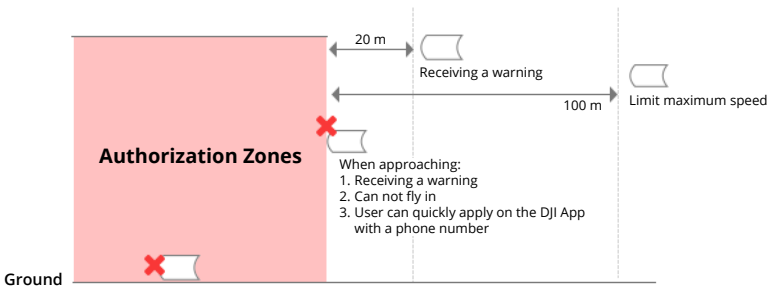 20 m
Receiving a warning
100 m
Limit maximum speed
Authorization Zones
When approaching:
1. Receiving a warning
2. Can not fly in
3. User can quickly apply on the DJI App
with a phone number
Ground